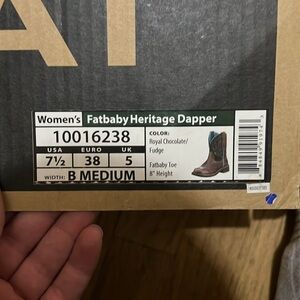 AT
Women's Fatbaby Heritage Dapper
10016238
USA EURO UK
7½ 38 5
WIDTH: B MEDIUM
COLOR:
Royal Chocolate/
Fudge
Fatbaby Toe
8" Height